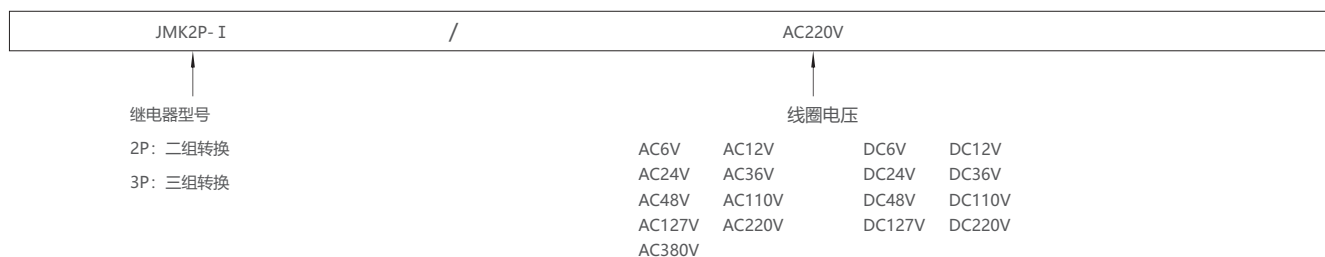 JMK2P-Ⅰ / AC220V
继电器型号
2P：二组转换
3P：三组转换
线圈电压
AC6V AC12V DC6V DC12V
AC24V AC36V DC24V DC36V
AC48V AC110V DC48V DC110V
AC127V AC220V DC127V DC220V
AC380V